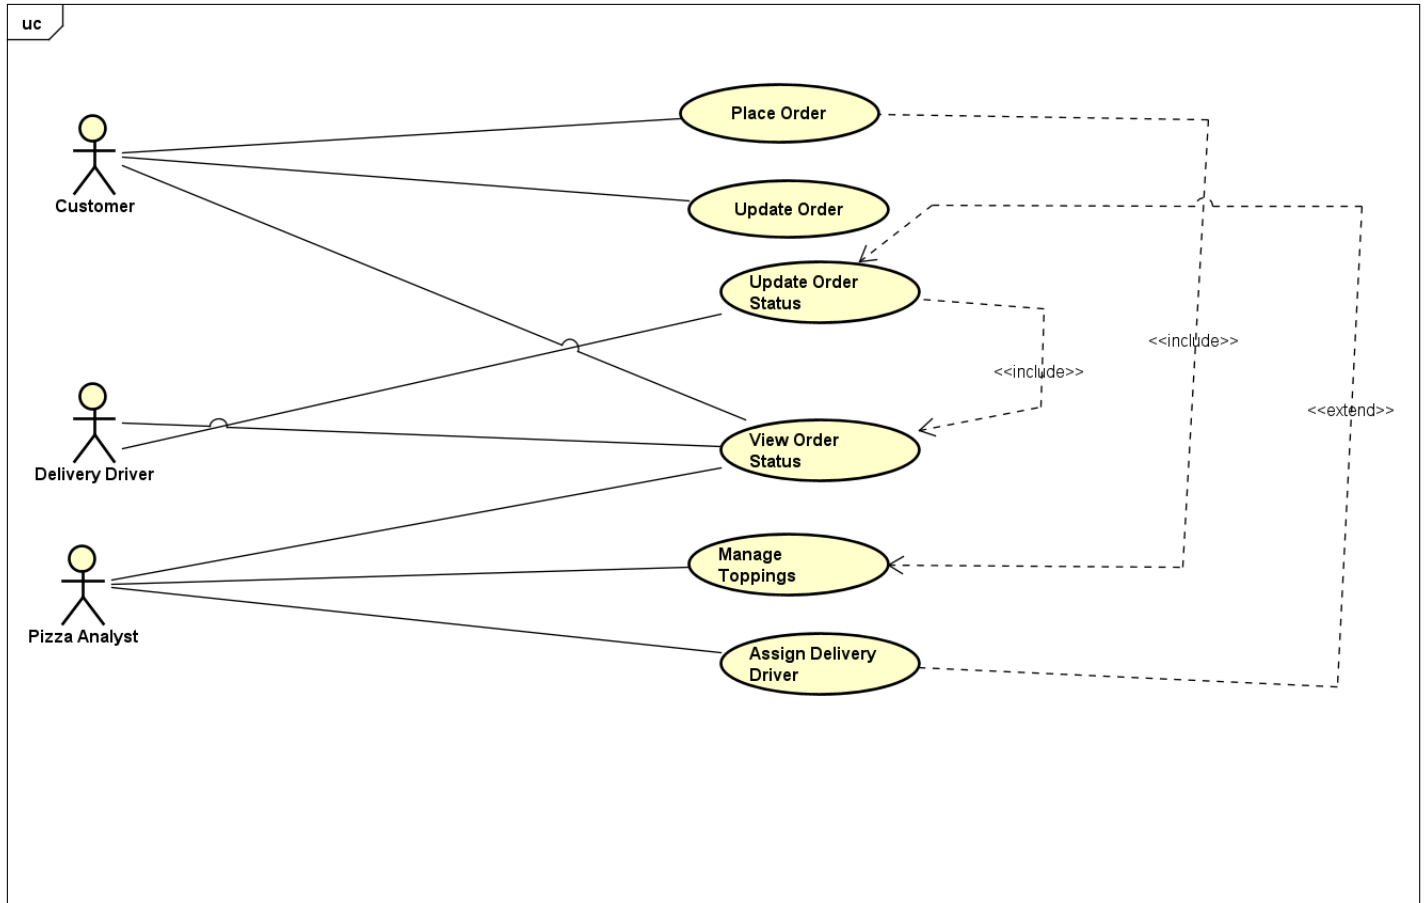 uc
Place Order
Customer
Update Order
Update Order
Status
<<include>>
<<include>>
Delivery Driver
<<extend>>
View Order
Status
Manage
Toppings
Pizza Analyst
Assign Delivery
Driver